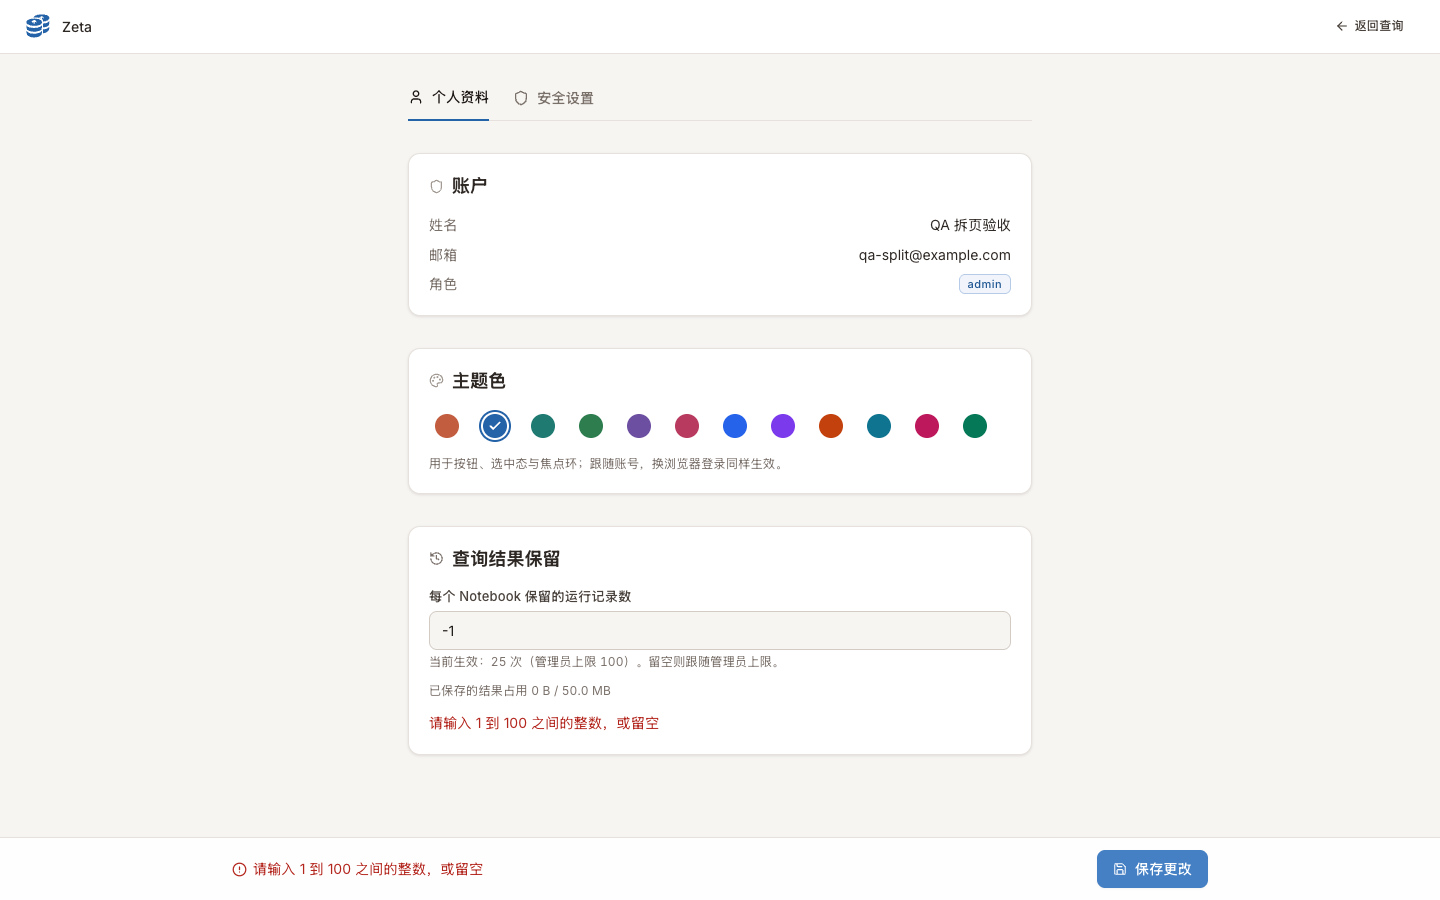 Zeta
返回查询
个人资料
安全设置
账户
姓名
QA 拆页验收
邮箱
qa-split@example.com
角色
admin
主题色
用于按钮、选中态与焦点环；跟随账号，换浏览器登录同样生效。
查询结果保留
每个 Notebook 保留的运行记录数
-1
当前生效：25 次（管理员上限 100）。留空则跟随管理员上限。
已保存的结果占用 0 B / 50.0 MB
请输入 1 到 100 之间的整数，或留空
请输入 1 到 100 之间的整数，或留空
保存更改